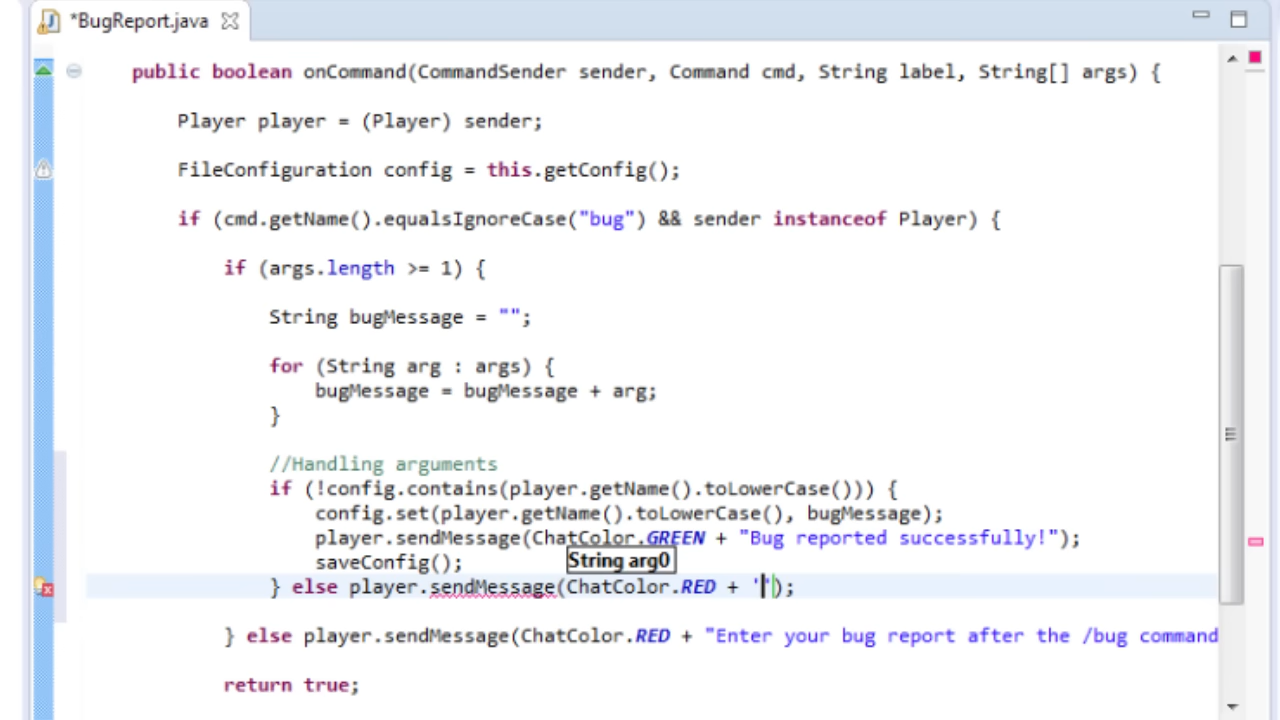 *BugReport.java
public boolean onCommand(CommandSender sender, Command cmd, String label, String[] args) {
Player player = (Player) sender;
FileConfiguration config = this.getConfig();
if (cmd.getName().equalsIgnoreCase("bug") && sender instanceof Player) {
if (args.length >= 1) {
String bugMessage = "";
for (String arg : args) {
bugMessage = bugMessage + arg;
}
//Handling arguments
if (!config.contains(player.getName().toLowerCase())) {
config.set(player.getName().toLowerCase(), bugMessage);
player.sendMessage(ChatColor.GREEN + "Bug reported successfully!");
saveConfig();
String arg0
} else player.sendMessage(ChatColor.RED + '');
} else player.sendMessage(ChatColor.RED + "Enter your bug report after the /bug command
return true;